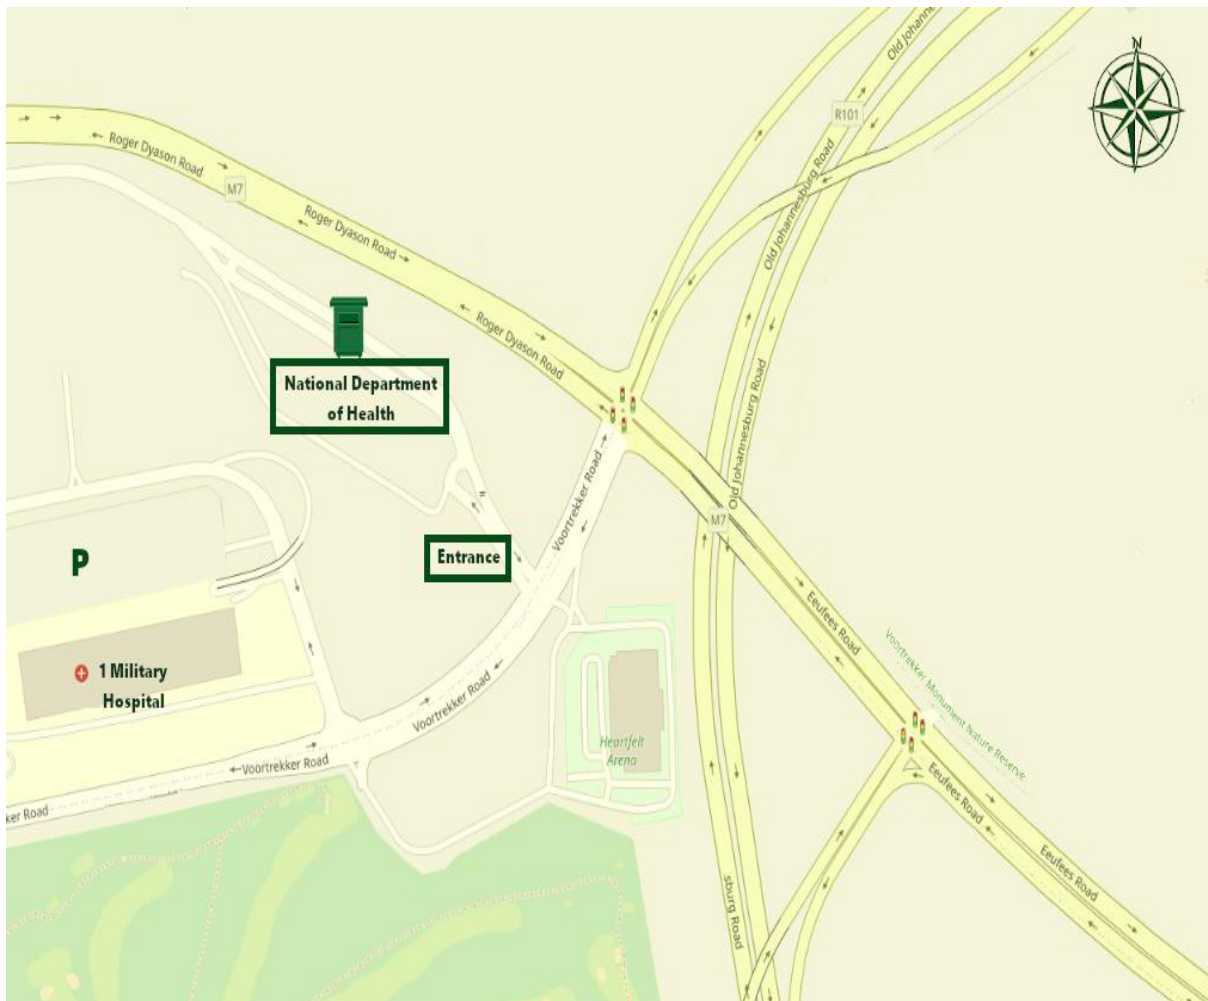 N
Old Johannesburg Road
R101
Roger Dyason Road
M7
Roger Dyason Road
Old Johannesburg Road
Roger Dyason Road
National Department
of Health
Old Johannesburg Road
Voortrekker Road
M7
P
Entrance
Eeufees Road
Voortrekker Monument Nature Reserve
1 Military
Hospital
Voortrekker Road
Heartfelt
Arena
Voortrekker Road
Eeufees Road
ker Road
Eeufees Road
sburg Road